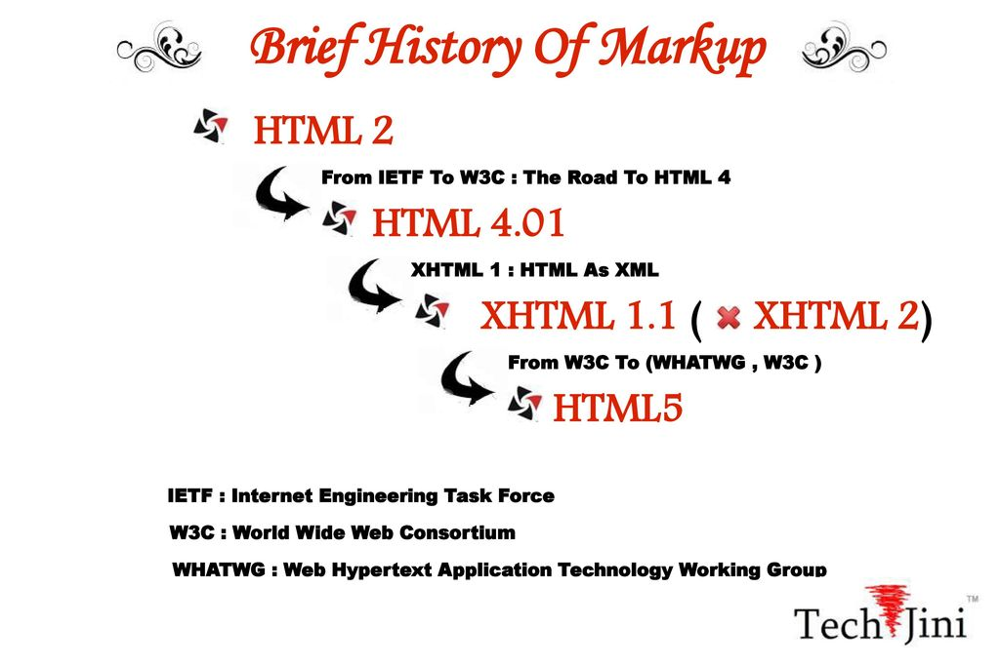 Brief History Of Markup
HTML 2
From IETF To W3C : The Road To HTML 4
HTML 4.01
XHTML 1 : HTML As XML
XHTML 1.1 ( XHTML 2)
From W3C To (WHATWG , W3C )
HTML5
IETF : Internet Engineering Task Force
W3C : World Wide Web Consortium
WHATWG : Web Hypertext Application Technology Working Group
TechJini TM